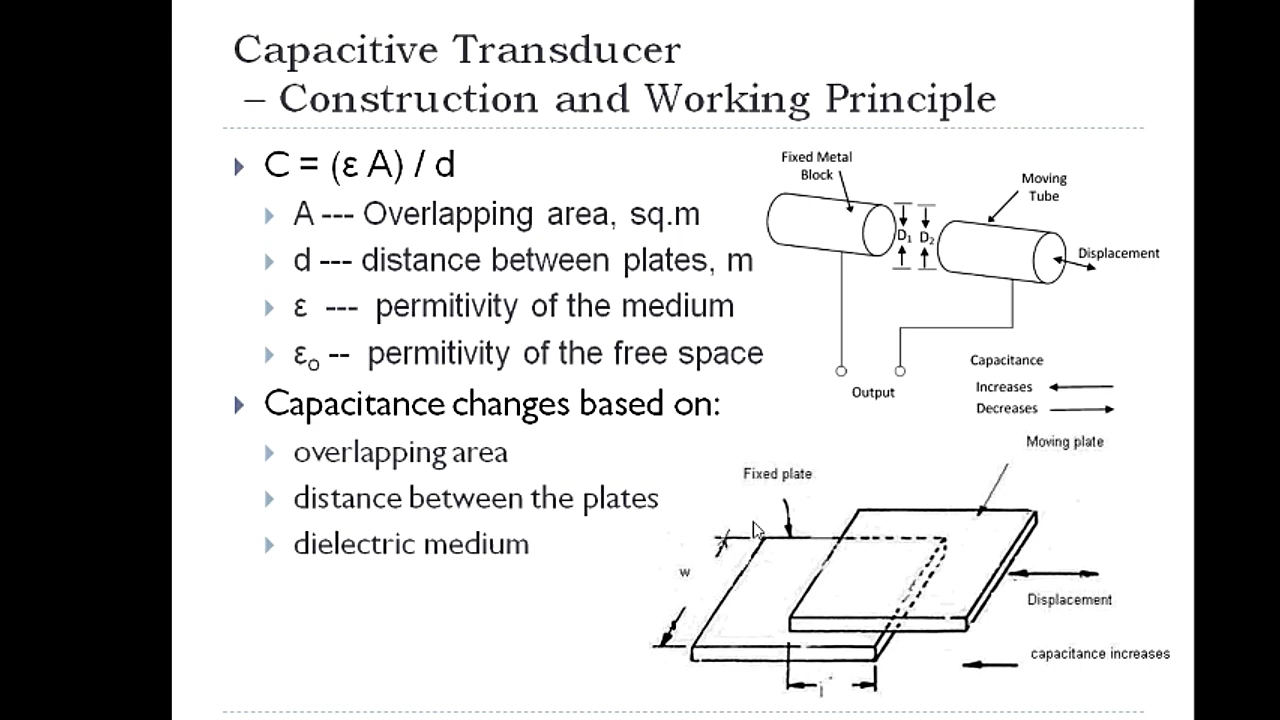 Capacitive Transducer
– Construction and Working Principle
C = (ε A) / d
A --- Overlapping area, sq.m
d --- distance between plates, m
ε --- permitivity of the medium
εo -- permitivity of the free space
Capacitance changes based on:
overlapping area
distance between the plates
dielectric medium
Fixed Metal
Block
Moving
Tube
D1 D2
Displacement
Output
Capacitance
Increases
Decreases
Moving plate
Fixed plate
w
Displacement
capacitance increases